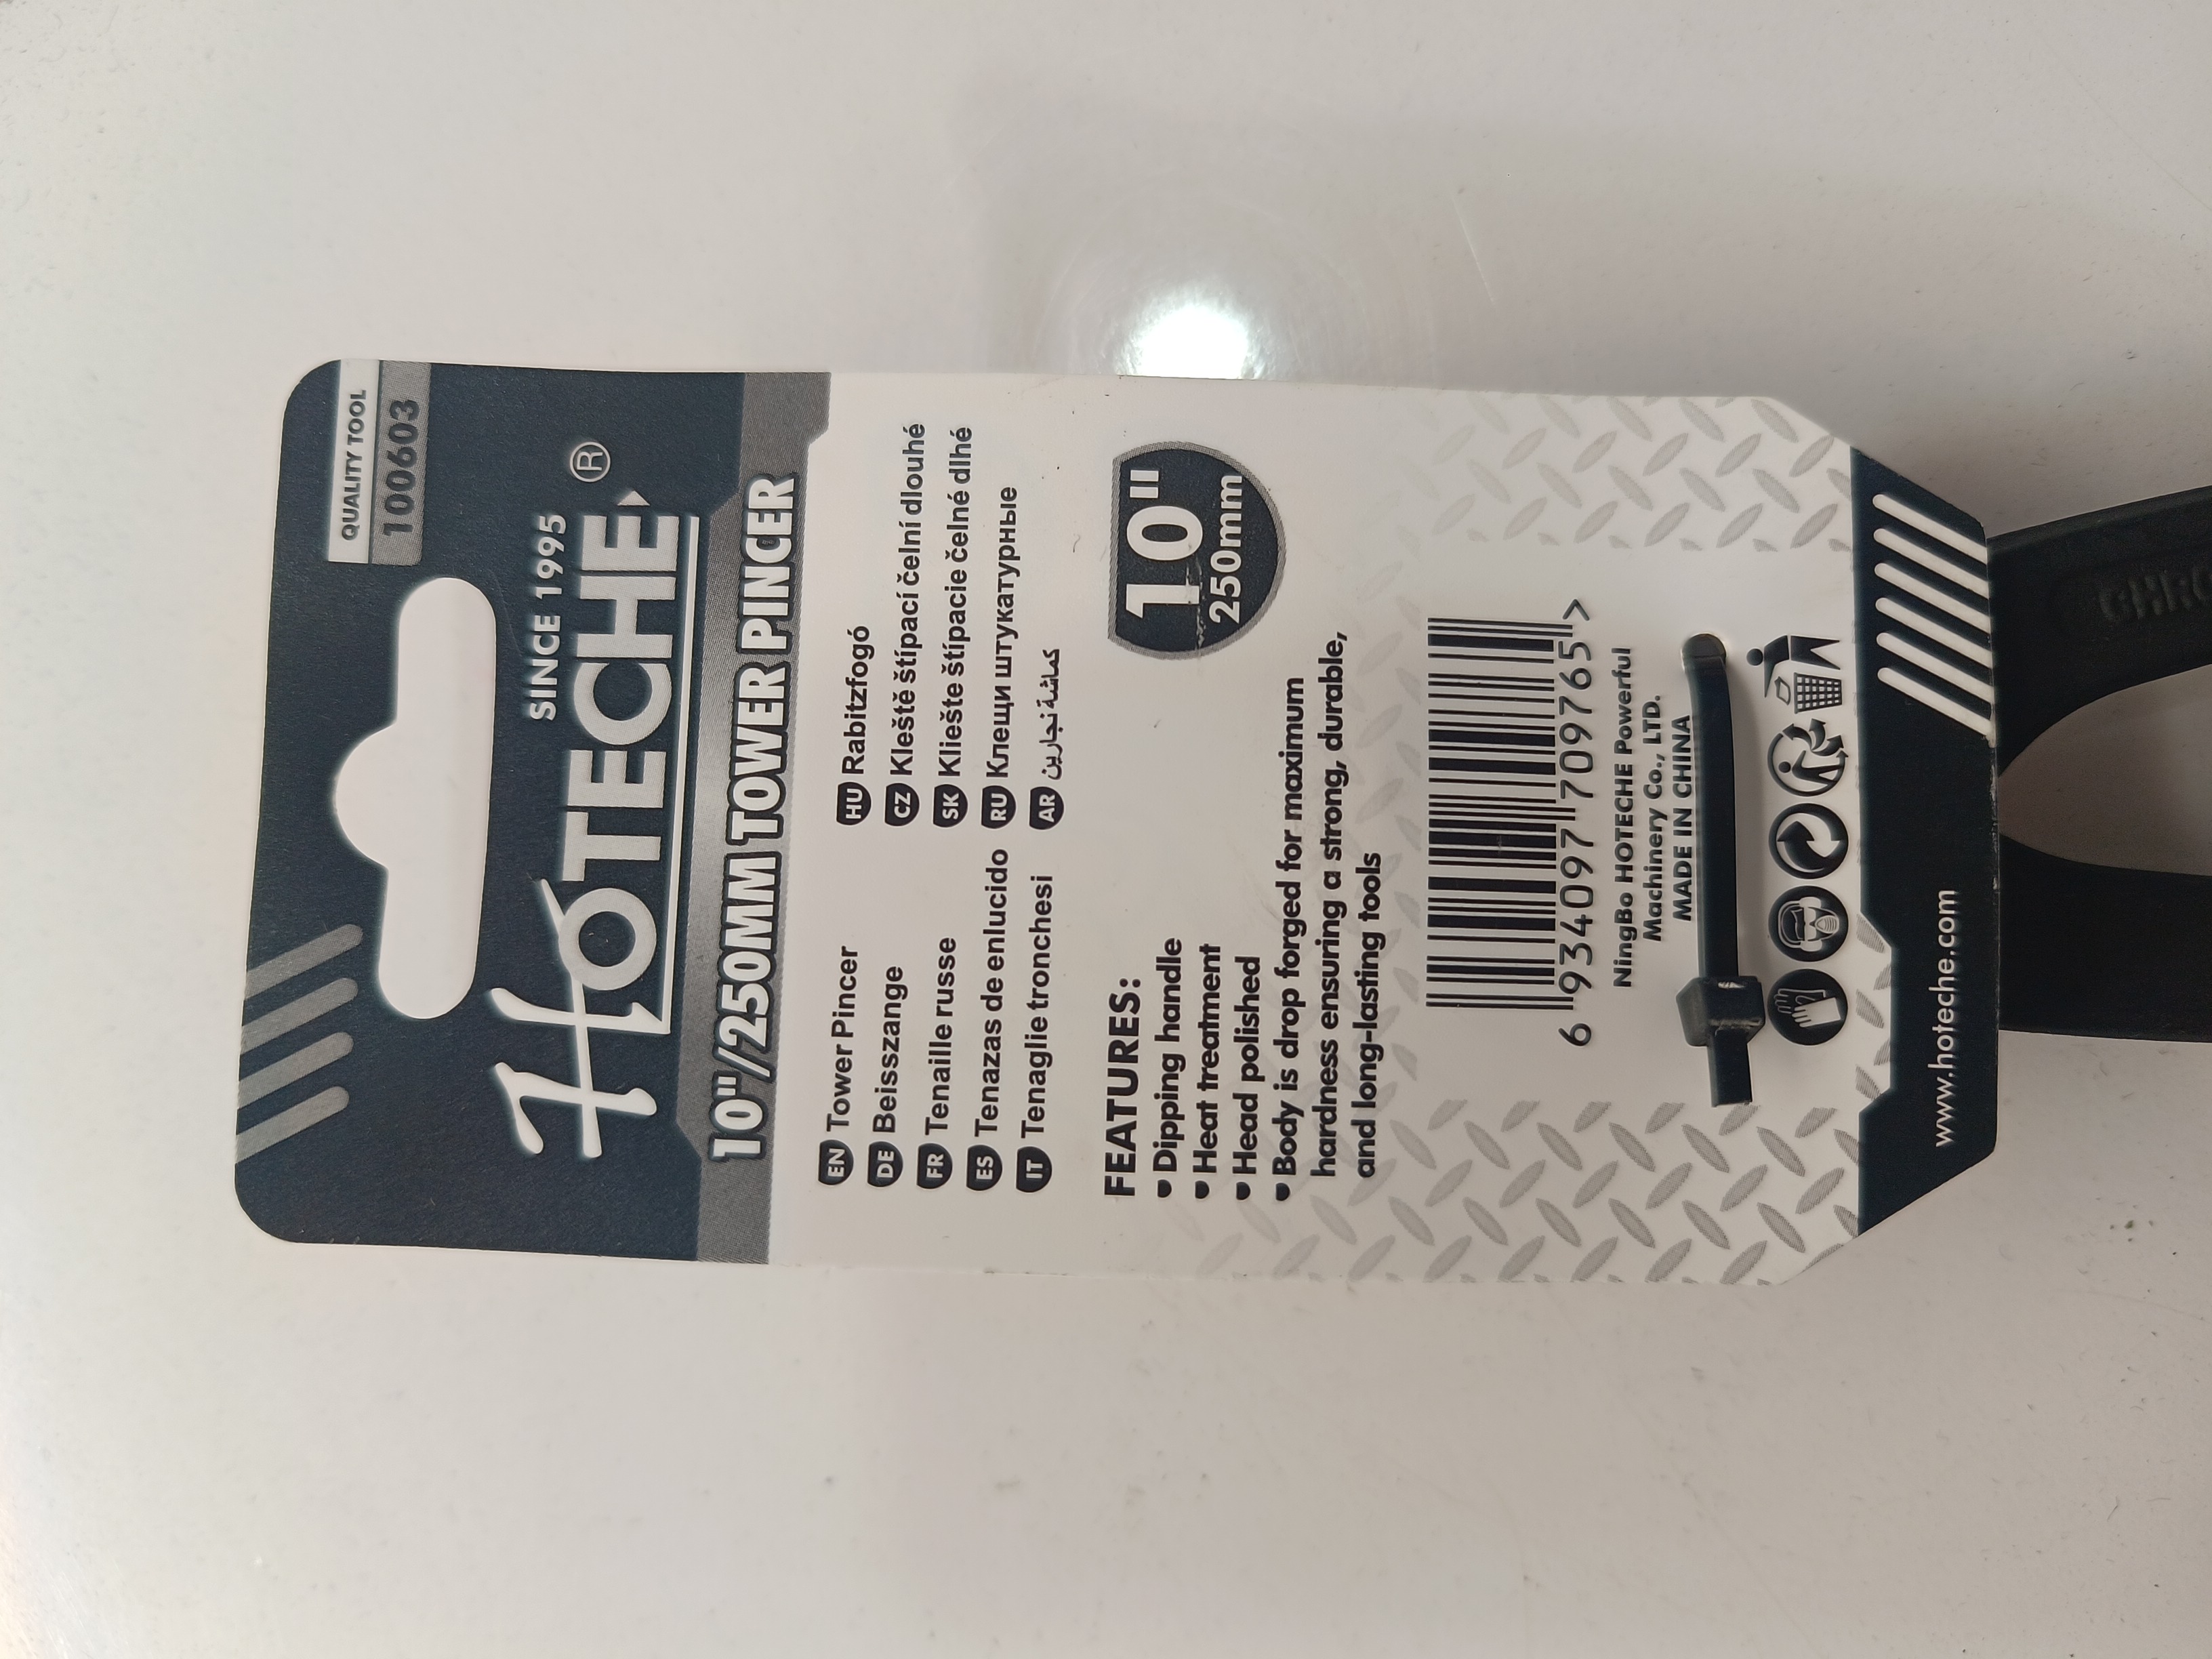 QUALITY TOOL
100603
SINCE 1995
HOTECHE®
10"/250MM TOWER PINCER
EN Tower Pincer
DE Beisszange
FR Tenaille russe
ES Tenazas de enlucido
IT Tenaglie tronchesi
HU Rabitzfogó
CZ Kleště štípací čelní dlouhé
SK Kliešte štípacie čelné dlhé
RU Клещи штукатурные
AR كماشة نجارين
FEATURES:
• Dipping handle
• Heat treatment
• Head polished
• Body is drop forged for maximum
hardness ensuring a strong, durable,
and long-lasting tools
10"
250mm
6 934097 709765 >
NingBo HOTECHE Powerful
Machinery Co., LTD.
MADE IN CHINA
www.hoteche.com